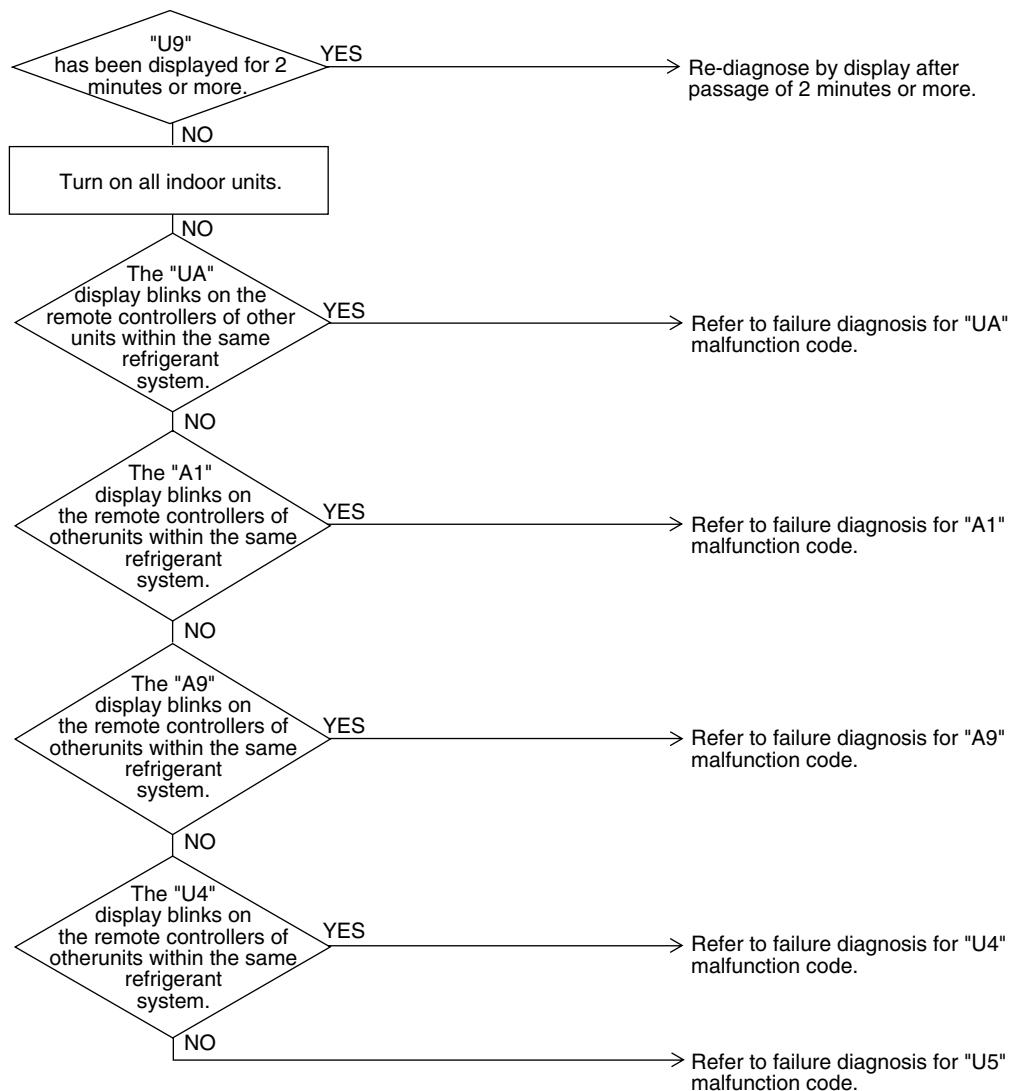 "U9"
has been displayed for 2
minutes or more.
YES
Re-diagnose by display after
passage of 2 minutes or more.
NO
Turn on all indoor units.
NO
The "UA"
display blinks on the
remote controllers of other
units within the same
refrigerant
system.
YES
Refer to failure diagnosis for "UA"
malfunction code.
NO
The "A1"
display blinks on
the remote controllers of
otherunits within the same
refrigerant
system.
YES
Refer to failure diagnosis for "A1"
malfunction code.
NO
The "A9"
display blinks on
the remote controllers of
otherunits within the same
refrigerant
system.
YES
Refer to failure diagnosis for "A9"
malfunction code.
NO
The "U4"
display blinks on
the remote controllers of
otherunits within the same
refrigerant
system.
YES
Refer to failure diagnosis for "U4"
malfunction code.
NO
Refer to failure diagnosis for "U5"
malfunction code.